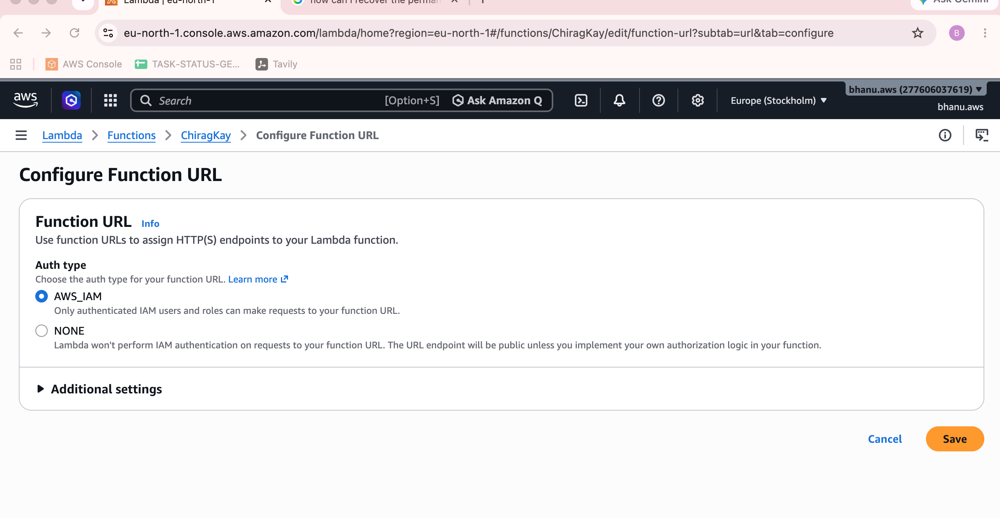 Lambda | eu-north-1
how can i recover the perman
Ask Gemini
eu-north-1.console.aws.amazon.com/lambda/home?region=eu-north-1#/functions/ChiragKay/edit/function-url?subtab=url&tab=configure
B
AWS Console
TASK-STATUS-GE...
Tavily
aws
Search
[Option+S]
Ask Amazon Q
Europe (Stockholm)
bhanu.aws (277606037619)
bhanu.aws
Lambda
Functions
ChiragKay
Configure Function URL
Configure Function URL
Function URL Info
Use function URLs to assign HTTP(S) endpoints to your Lambda function.
Auth type
Choose the auth type for your function URL. Learn more
AWS_IAM
Only authenticated IAM users and roles can make requests to your function URL.
NONE
Lambda won't perform IAM authentication on requests to your function URL. The URL endpoint will be public unless you implement your own authorization logic in your function.
Additional settings
Cancel
Save